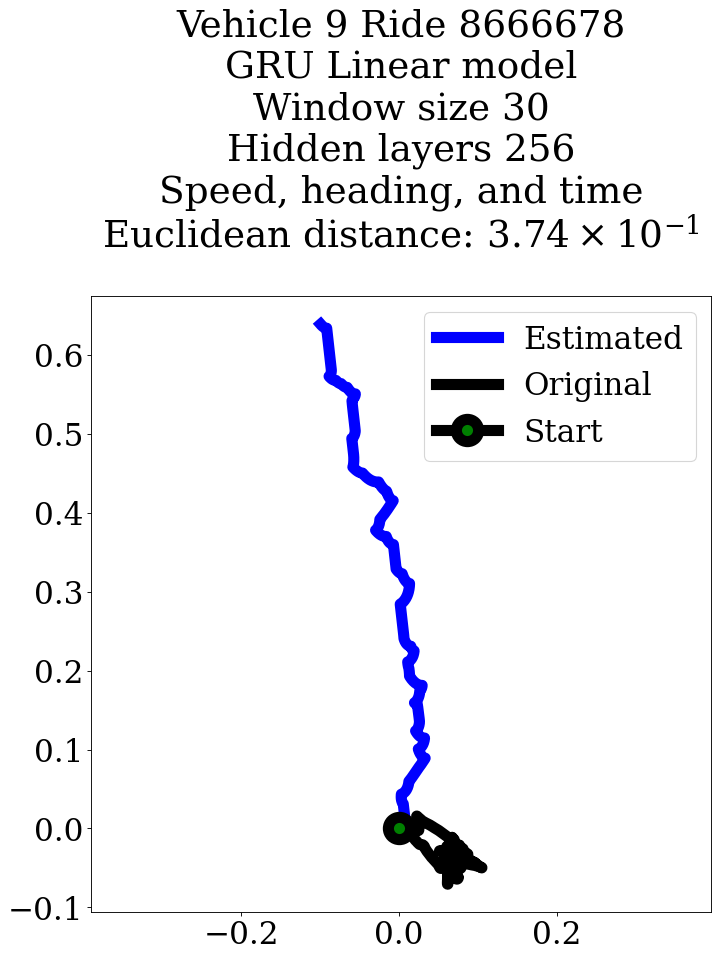 Vehicle 9 Ride 8666678
GRU Linear model
Window size 30
Hidden layers 256
Speed, heading, and time
Euclidean distance: 3.74 × 10⁻¹
Estimated
Original
Start
0.6
0.5
0.4
0.3
0.2
0.1
0.0
−0.1
−0.2 0.0 0.2